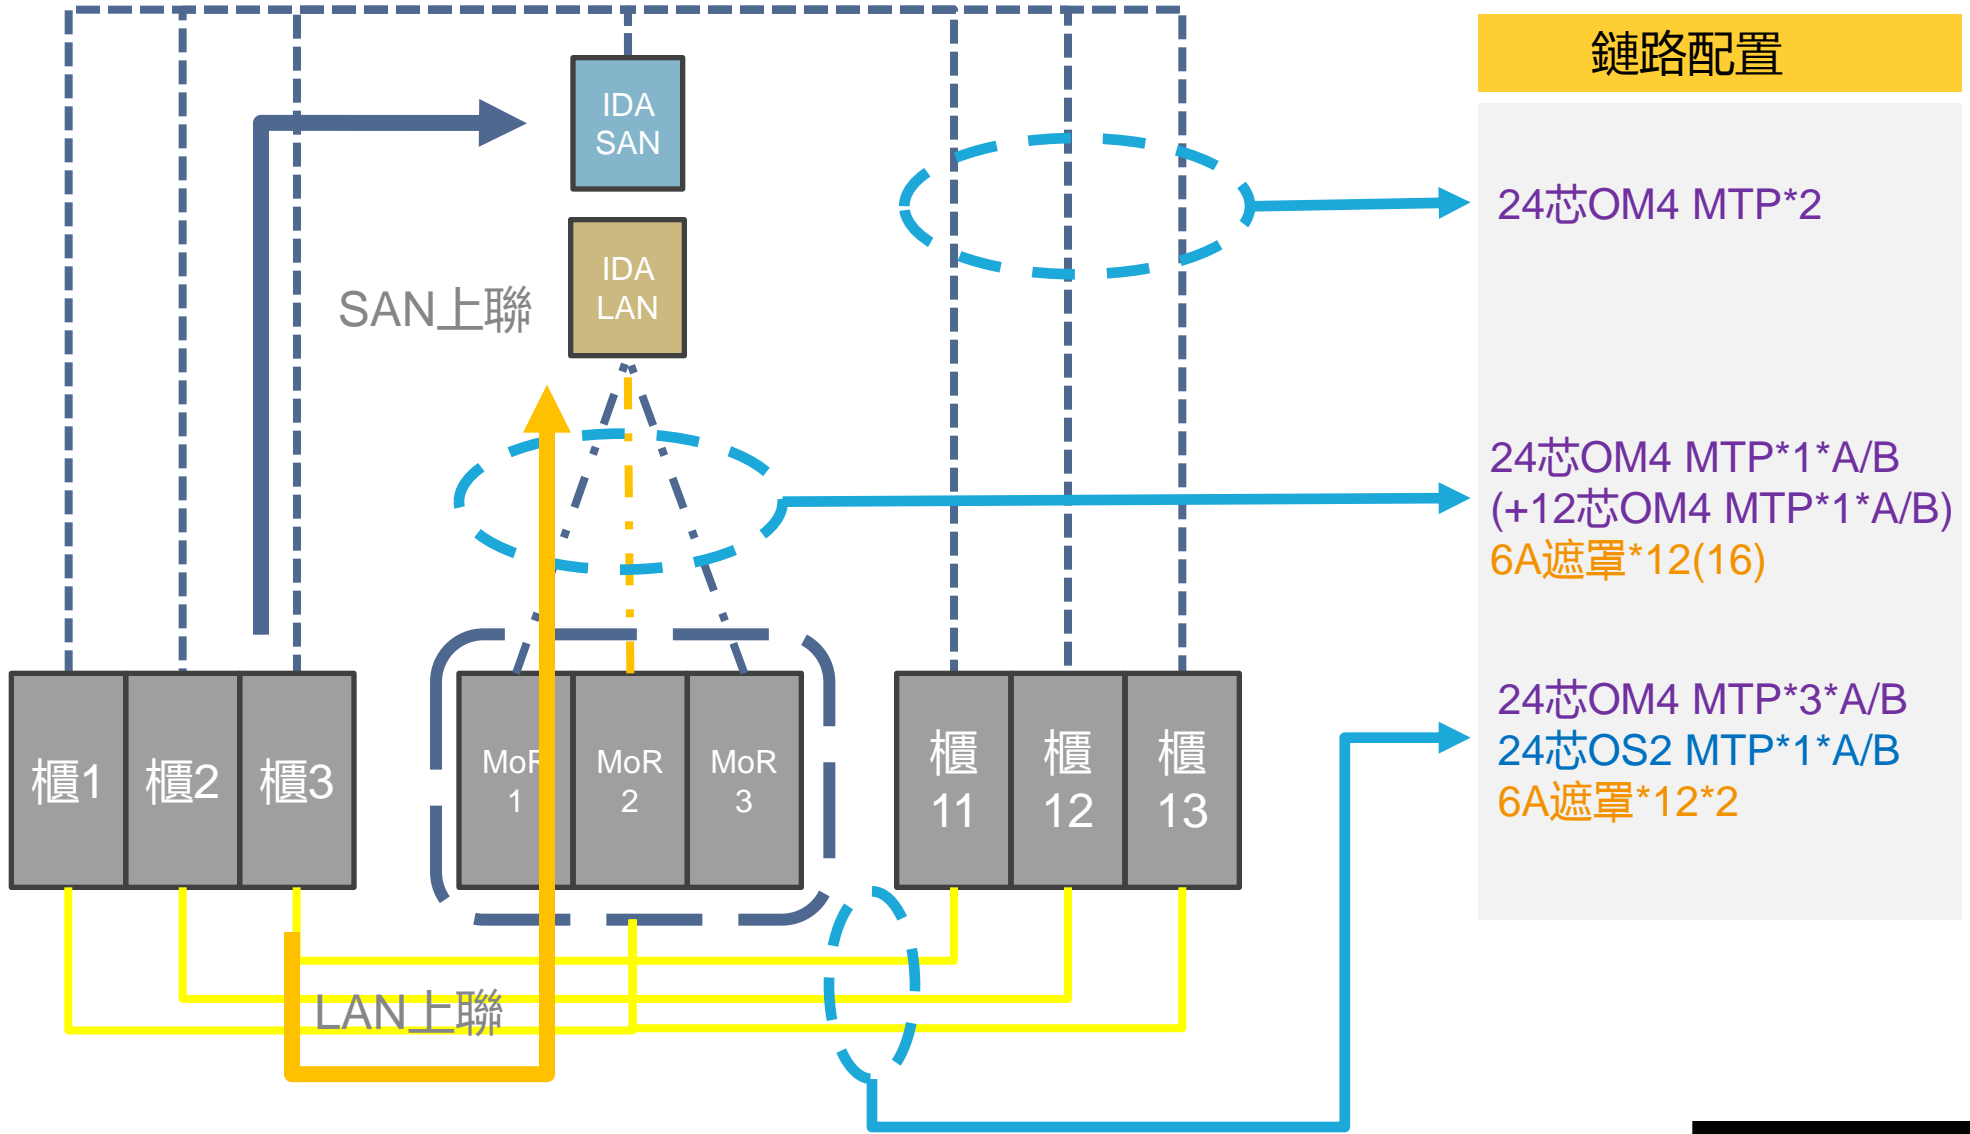 鏈路配置
IDA
SAN
24芯OM4 MTP*2
IDA
LAN
SAN上聯
24芯OM4 MTP*1*A/B
(+12芯OM4 MTP*1*A/B)
6A遮罩*12(16)
櫃1
櫃2
櫃3
MoR
1
MoR
2
MoR
3
櫃
11
櫃
12
櫃
13
24芯OM4 MTP*3*A/B
24芯OS2 MTP*1*A/B
6A遮罩*12*2
LAN上聯